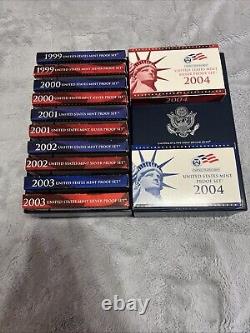 1999
UNITED STATES MINT PROOF SET
1999
UNITED STATES MINT SILVER PROOF SET
2000
UNITED STATES MINT PROOF SET
2000
UNITED STATES MINT SILVER PROOF SET
2001
UNITED STATES MINT PROOF SET
2001
UNITED STATES MINT SILVER PROOF SET
2002
UNITED STATES MINT PROOF SET
2002
UNITED STATES MINT SILVER PROOF SET
2003
UNITED STATES MINT PROOF SET
2003
UNITED STATES MINT SILVER PROOF SET
UNITED STATES MINT
SILVER PROOF SET
2004
2004
UNITED STATES MINT
PROOF SET
2004